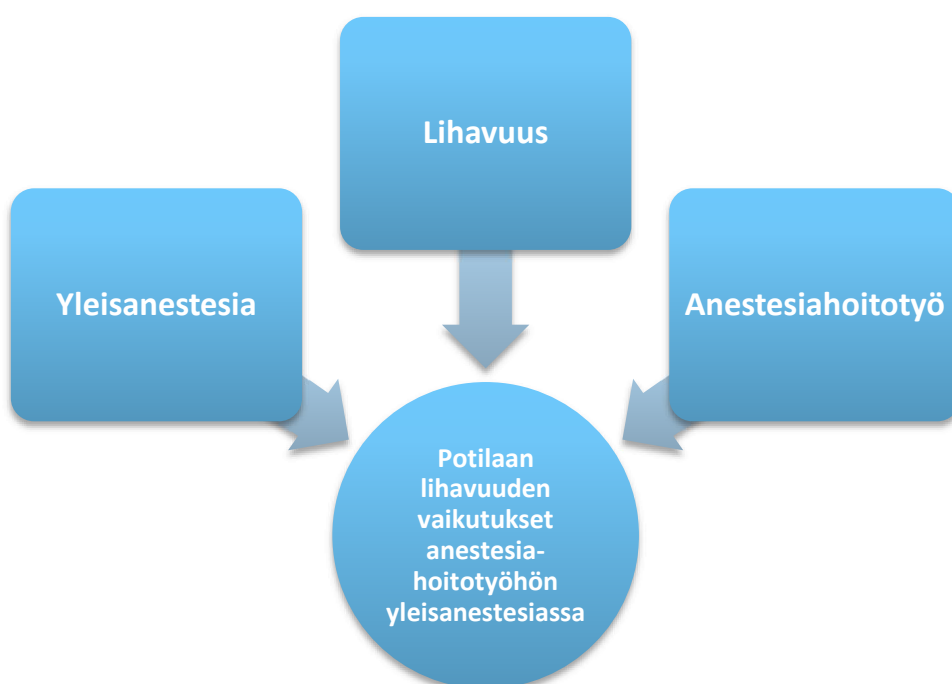 Lihavuus
Yleisanestesia
Anestesiahoitotyö
Potilaan
lihavuuden
vaikutukset
anestesia-
hoitotyöhön
yleisanestesiassa